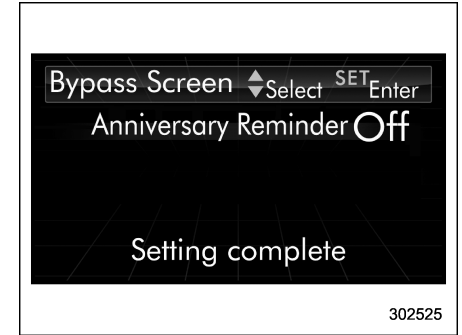 Bypass Screen Select SET Enter
Anniversary Reminder Off
Setting complete
302525